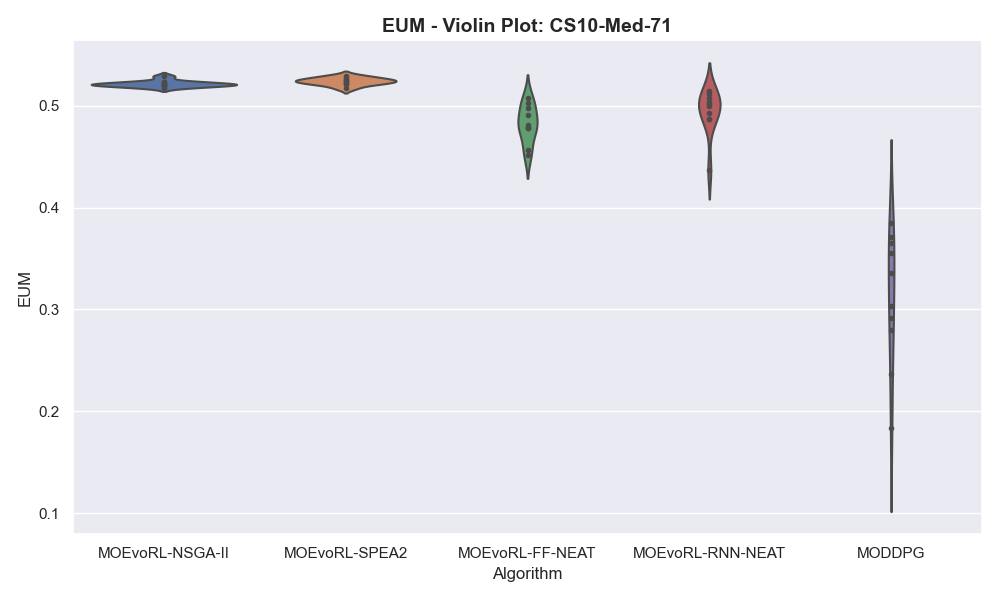 EUM - Violin Plot: CS10-Med-71
EUM
0.5
0.4
0.3
0.2
0.1
MOEvoRL-NSGA-II MOEvoRL-SPEA2 MOEvoRL-FF-NEAT MOEvoRL-RNN-NEAT MODDPG
Algorithm